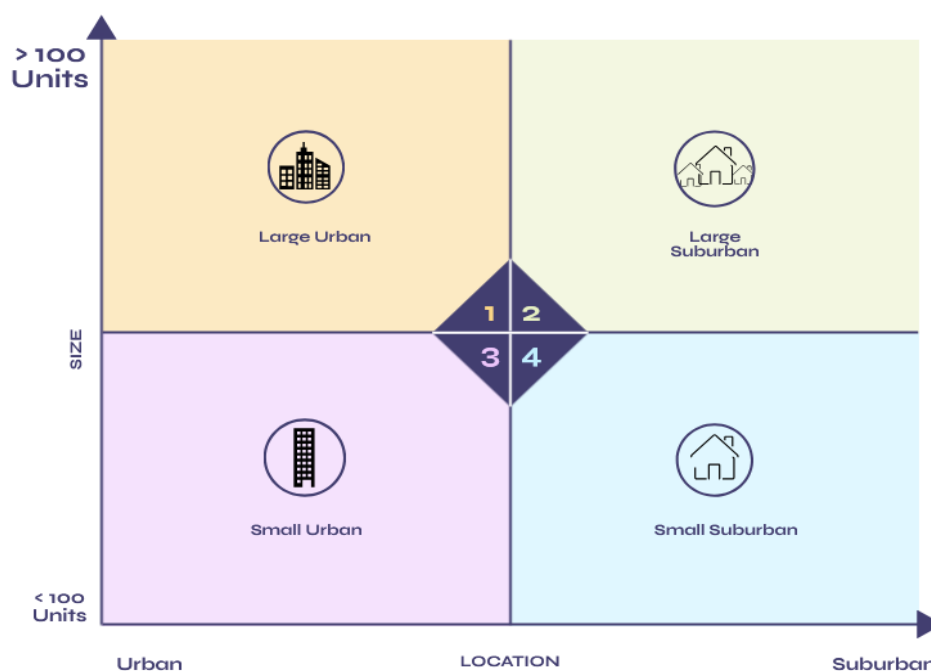 > 100
Units
Large Urban
Large
Suburban
1 2
SIZE
3 4
Small Urban
Small Suburban
< 100
Units
Urban
LOCATION
Suburban